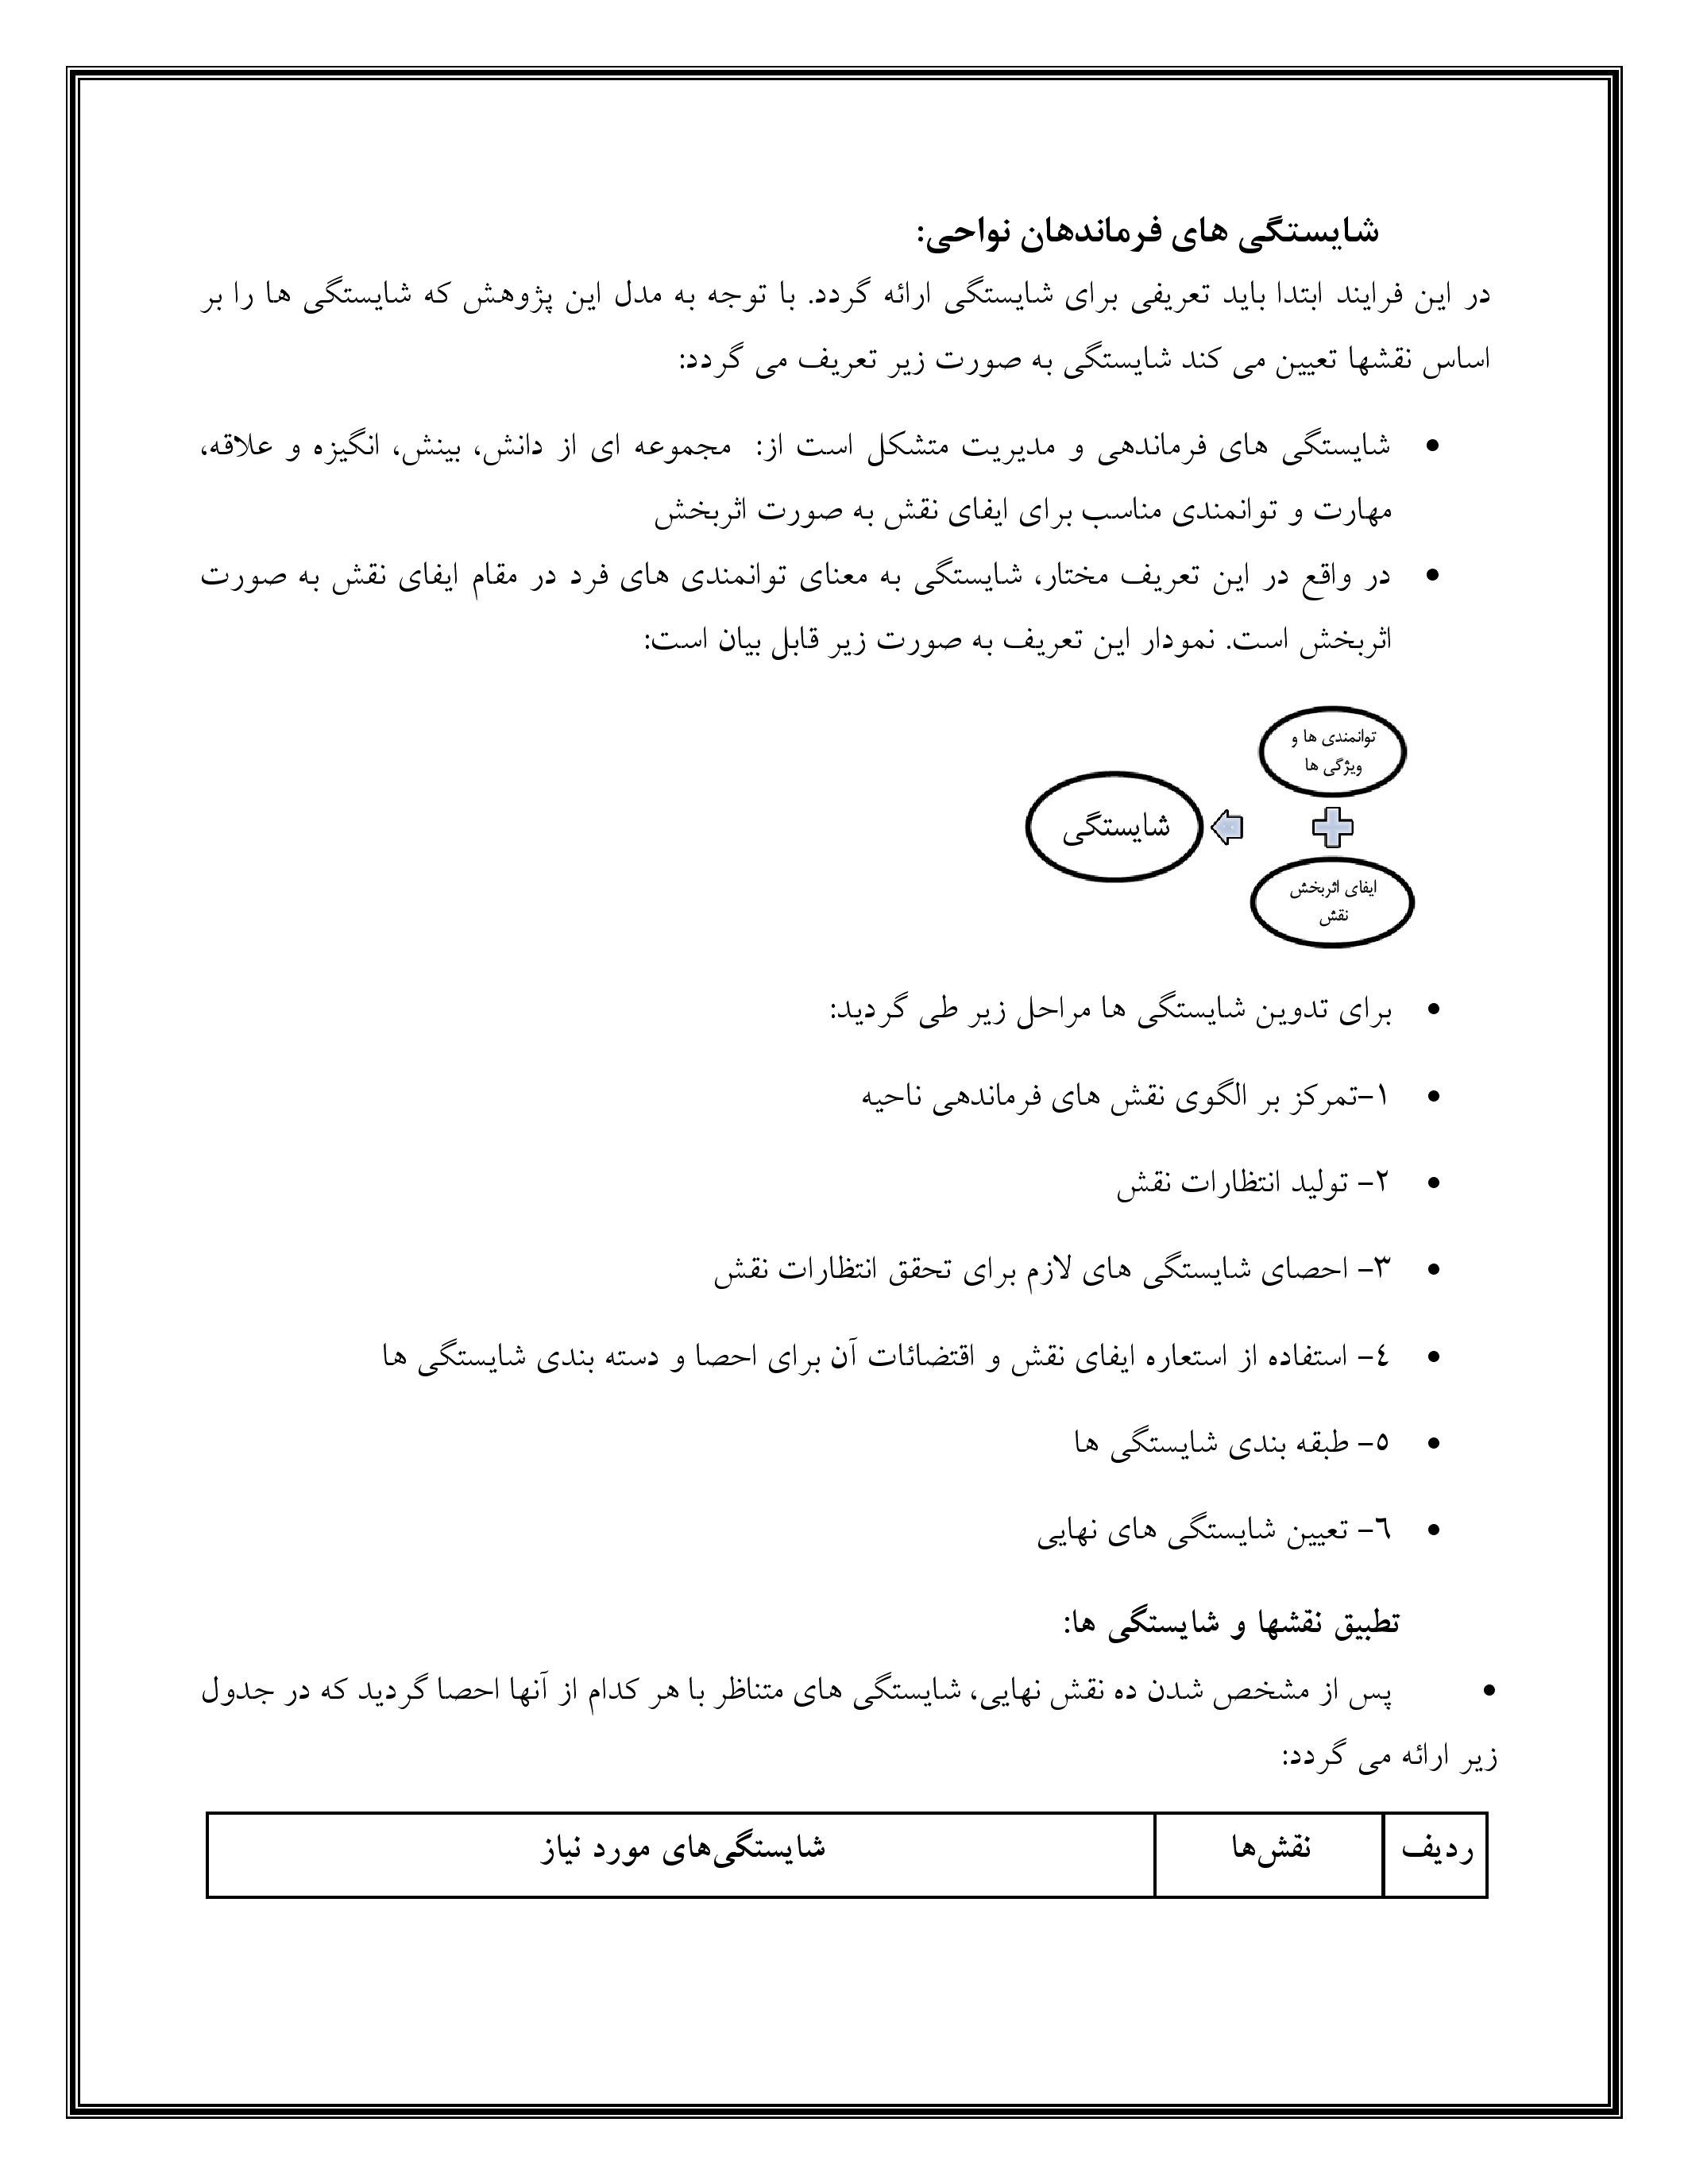 شایستگی های فرماندهان نواحی:
در این فرایند ابتدا باید تعریفی برای شایستگی ارائه گردد. با توجه به مدل این پژوهش که شایستگی ها را بر
اساس نقشها تعیین می کند شایستگی به صورت زیر تعریف می گردد:
• شایستگی های فرماندهی و مدیریت متشکل است از: مجموعه ای از دانش، بینش، انگیزه و علاقه،
مهارت و توانمندی مناسب برای ایفای نقش به صورت اثربخش
• در واقع در این تعریف مختار، شایستگی به معنای توانمندی های فرد در مقام ایفای نقش به صورت
اثربخش است. نمودار این تعریف به صورت زیر قابل بیان است:
توانمندی ها و
ویژگی ها
شایستگی
ایفای اثربخش
نقش
• برای تدوین شایستگی ها مراحل زیر طی گردید:
• ۱-تمرکز بر الگوی نقش های فرماندهی ناحیه
• ۲- تولید انتظارات نقش
• ۳- احصای شایستگی های لازم برای تحقق انتظارات نقش
• ٤- استفاده از استعاره ایفای نقش و اقتضائات آن برای احصا و دسته بندی شایستگی ها
• ٥- طبقه بندی شایستگی ها
• ٦- تعیین شایستگی های نهایی
تطبیق نقشها و شایستگی ها:
• پس از مشخص شدن ده نقش نهایی، شایستگی های متناظر با هر کدام از آنها احصا گردید که در جدول
زیر ارائه می گردد:
ردیف نقش‌ها شایستگی‌های مورد نیاز